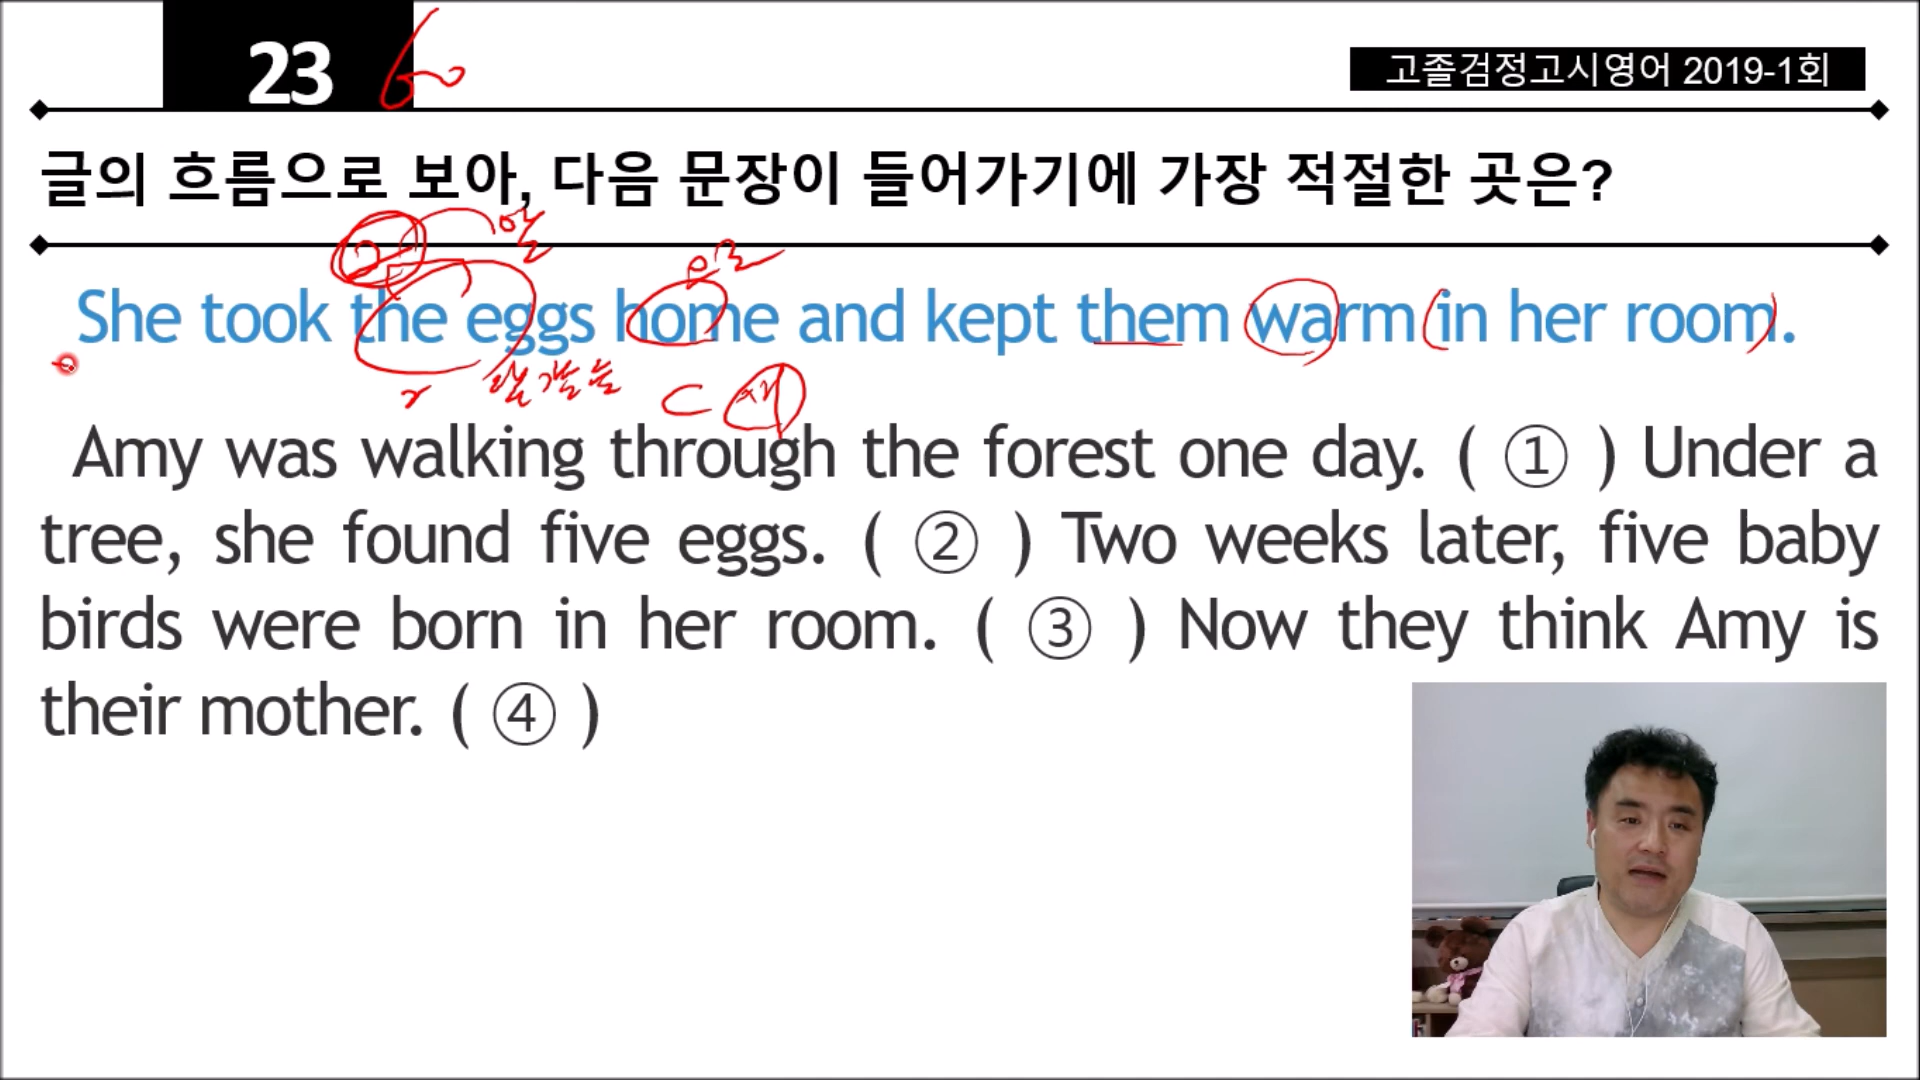 23
고졸검정고시영어 2019-1회
글의 흐름으로 보아, 다음 문장이 들어가기에 가장 적절한 곳은?
She took the eggs home and kept them warm in her room.
Amy was walking through the forest one day. ( ① ) Under a
tree, she found five eggs. ( ② ) Two weeks later, five baby
birds were born in her room. ( ③ ) Now they think Amy is
their mother. ( ④ )